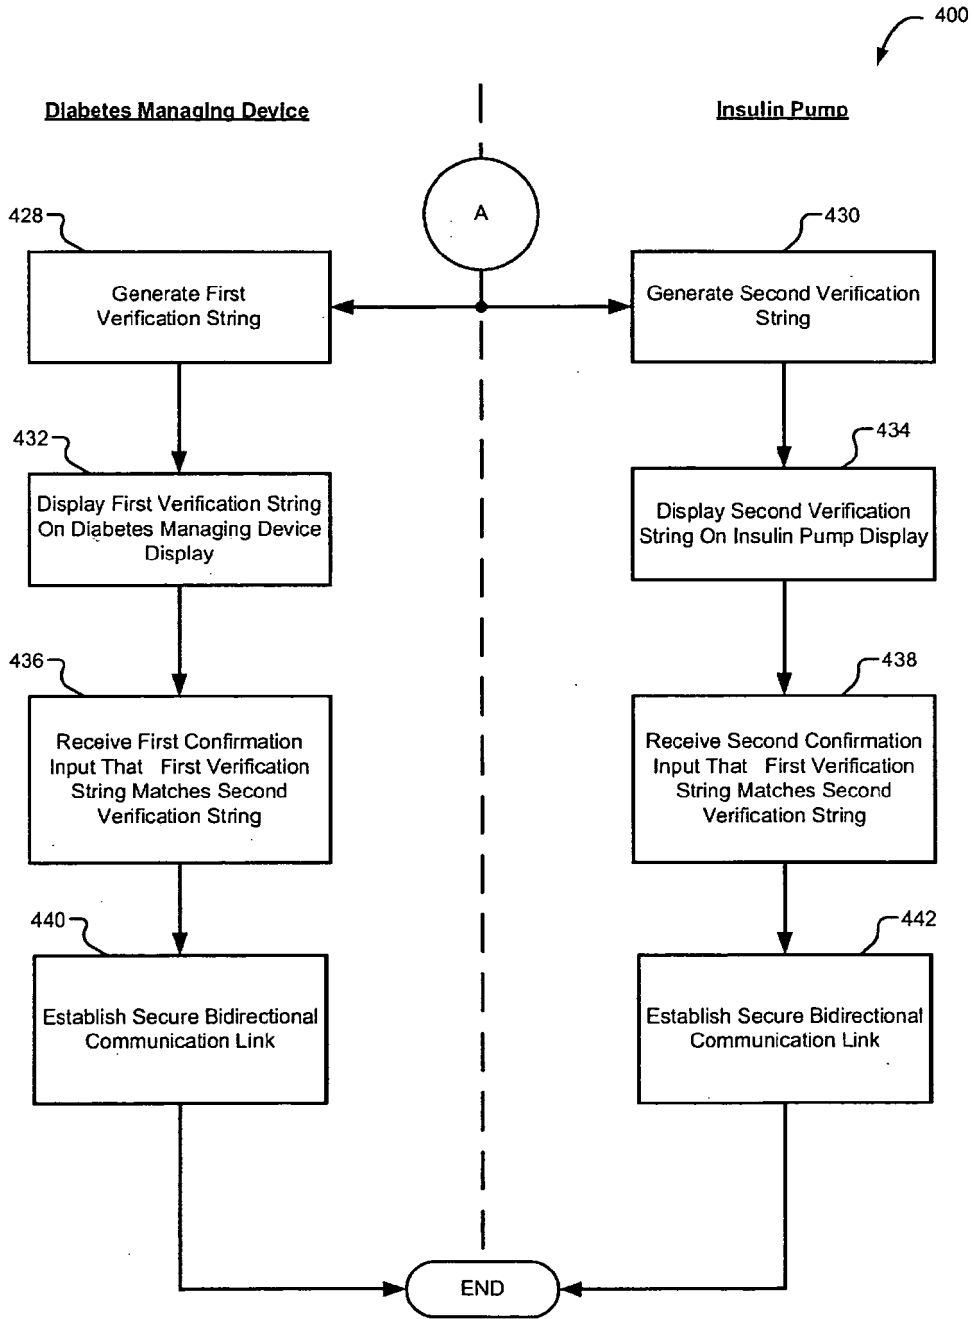 400
Diabetes Managing Device
Insulin Pump
A
428
430
Generate First
Verification String
Generate Second Verification
String
432
434
Display First Verification String
On Diabetes Managing Device
Display
Display Second Verification
String On Insulin Pump Display
436
438
Receive First Confirmation
Input That First Verification
String Matches Second
Verification String
Receive Second Confirmation
Input That First Verification
String Matches Second
Verification String
440
442
Establish Secure Bidirectional
Communication Link
Establish Secure Bidirectional
Communication Link
END